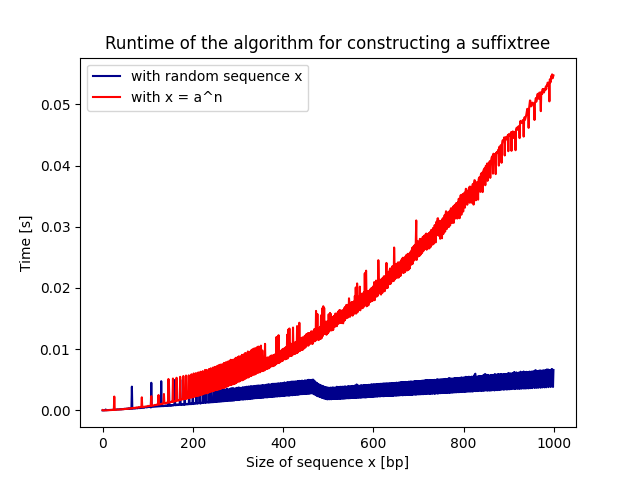 Runtime of the algorithm for constructing a suffixtree
with random sequence x
with x = a^n
Time [s]
0.05
0.04
0.03
0.02
0.01
0.00
0 200 400 600 800 1000
Size of sequence x [bp]